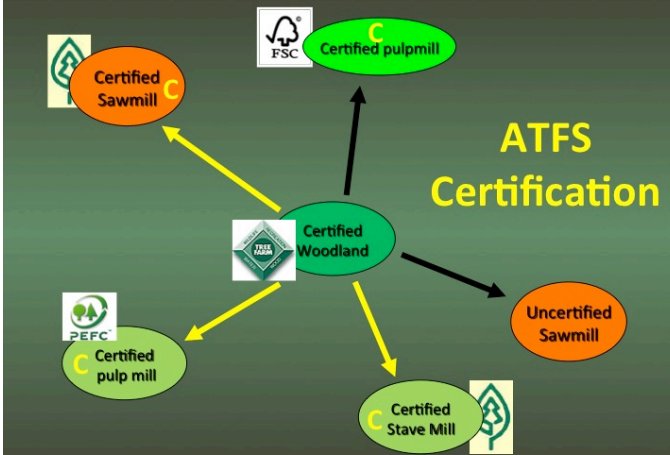 FSC
C
Certified pulpmill
Certified
Sawmill C
ATFS
Certification
Certified
Woodland
TREE
FARM
PEFC
C Certified
pulp mill
Uncertified
Sawmill
C Certified
Stave Mill